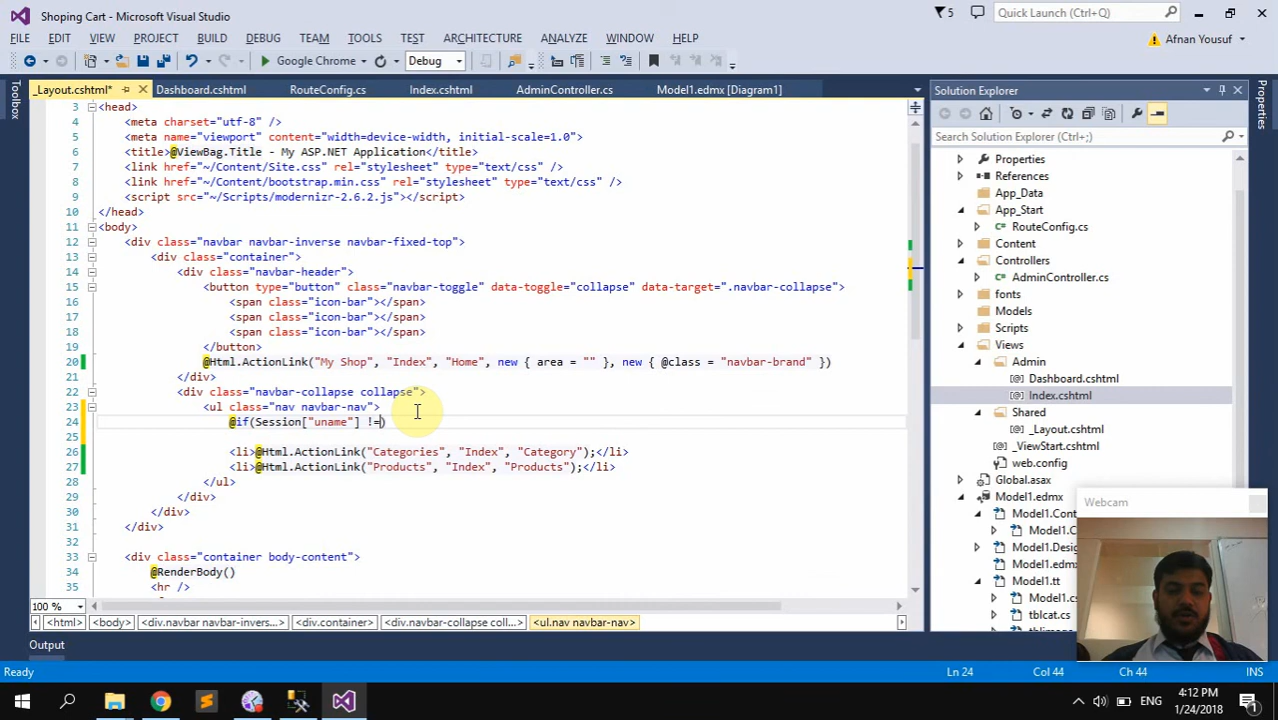 Shoping Cart - Microsoft Visual Studio
5
Quick Launch (Ctrl+Q)
FILE EDIT VIEW PROJECT BUILD DEBUG TEAM TOOLS TEST ARCHITECTURE ANALYZE WINDOW HELP
Afnan Yousuf
Google Chrome
Debug
Toolbox
_Layout.cshtml*
Dashboard.cshtml
RouteConfig.cs
Index.cshtml
AdminController.cs
Model1.edmx [Diagram1]
3 <head>
4 <meta charset="utf-8" />
5 <meta name="viewport" content="width=device-width, initial-scale=1.0">
6 <title>@ViewBag.Title - My ASP.NET Application</title>
7 <link href="~/Content/Site.css" rel="stylesheet" type="text/css" />
8 <link href="~/Content/bootstrap.min.css" rel="stylesheet" type="text/css" />
9 <script src="~/Scripts/modernizr-2.6.2.js"></script>
10 </head>
11 <body>
12 <div class="navbar navbar-inverse navbar-fixed-top">
13 <div class="container">
14 <div class="navbar-header">
15 <button type="button" class="navbar-toggle" data-toggle="collapse" data-target=".navbar-collapse">
16 <span class="icon-bar"></span>
17 <span class="icon-bar"></span>
18 <span class="icon-bar"></span>
19 </button>
20 @Html.ActionLink("My Shop", "Index", "Home", new { area = "" }, new { @class = "navbar-brand" })
21 </div>
22 <div class="navbar-collapse collapse">
23 <ul class="nav navbar-nav">
24 @if(Session["uname"] !=)
25
26 <li>@Html.ActionLink("Categories", "Index", "Category");</li>
27 <li>@Html.ActionLink("Products", "Index", "Products");</li>
28 </ul>
29 </div>
30 </div>
31 </div>
32
33 <div class="container body-content">
34 @RenderBody()
35 <hr />
100 %
<html> <body> <div.navbar navbar-invers... <div.container> <div.navbar-collapse coll... <ul.nav navbar-nav>
Output
Solution Explorer
Search Solution Explorer (Ctrl+;)
Properties
References
App_Data
App_Start
RouteConfig.cs
Content
Controllers
AdminController.cs
fonts
Models
Scripts
Views
Admin
Dashboard.cshtml
Index.cshtml
Shared
_Layout.cshtml
_ViewStart.cshtml
web.config
Global.asax
Model1.edmx
Model1.Cont
Model1.C
Model1.Desig
Model1.edmx
Model1.tt
Model1.cs
tblcat.cs
Properties
Webcam
Ready
Ln 24
Col 44
Ch 44
INS
ENG
4:12 PM
1/24/2018
1